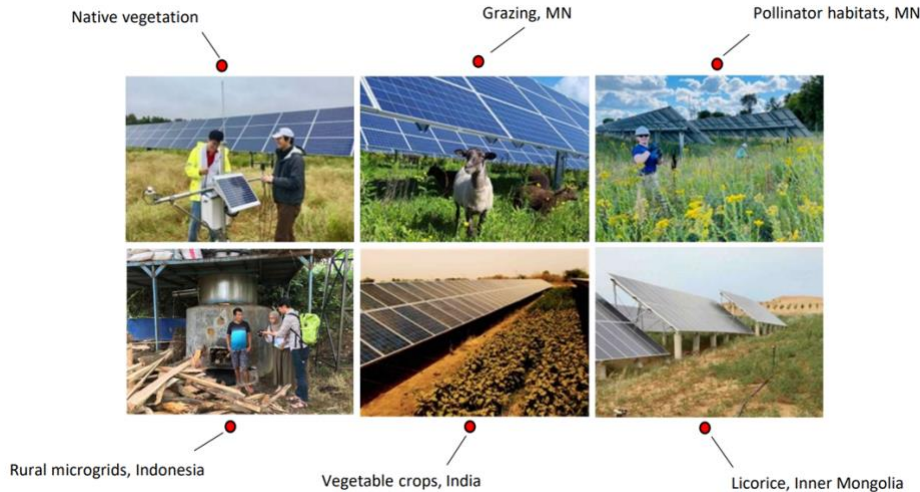 Native vegetation
Grazing, MN
Pollinator habitats, MN
Rural microgrids, Indonesia
Vegetable crops, India
Licorice, Inner Mongolia